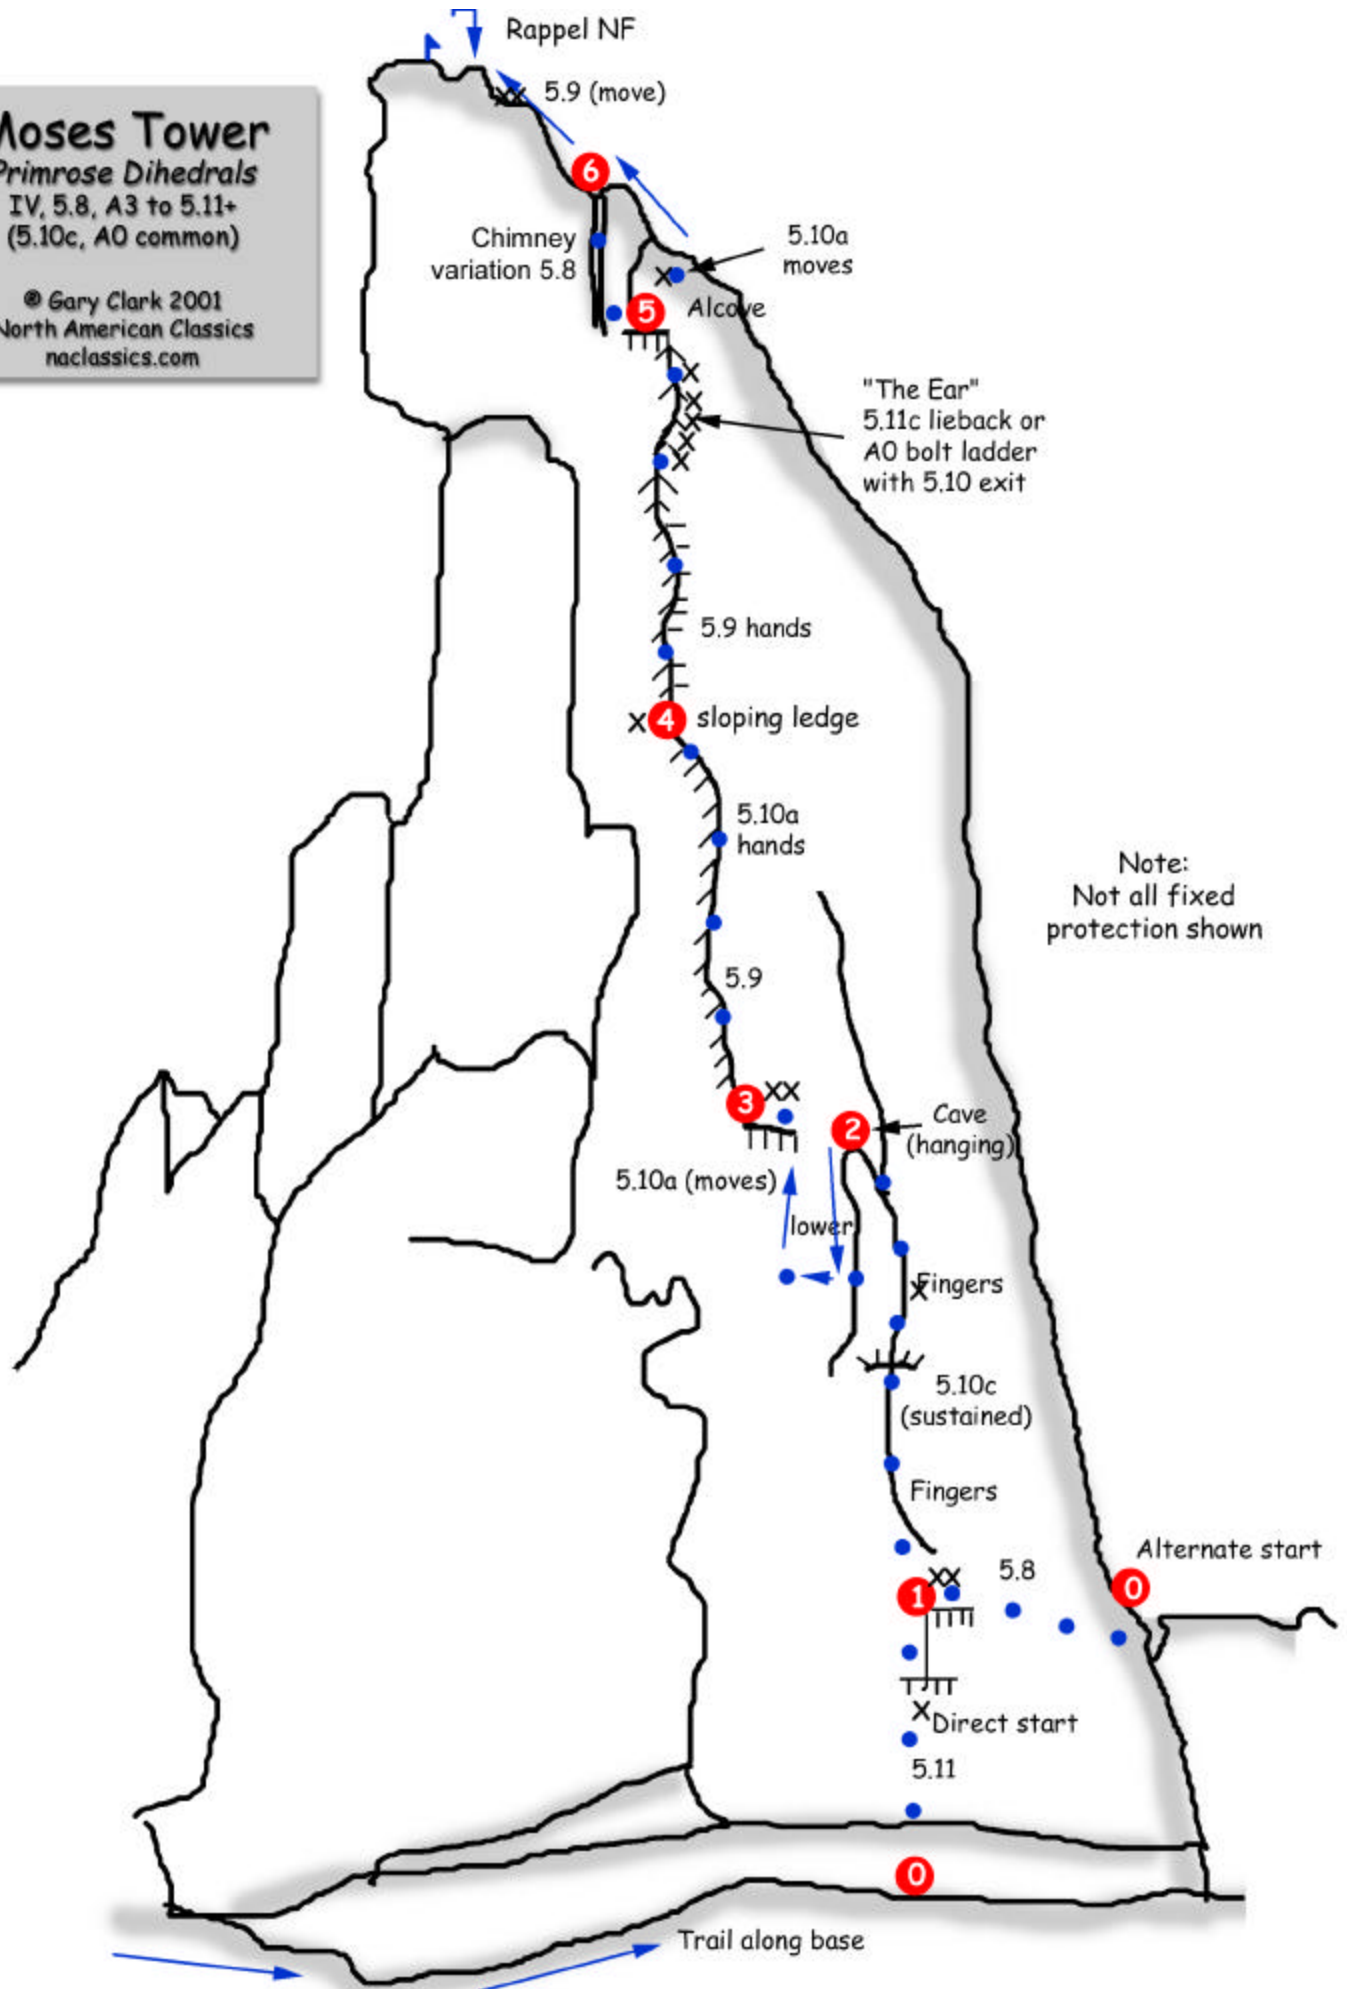 Rappel NF
5.9 (move)
Moses Tower
Primrose Dihedrals
IV, 5.8, A3 to 5.11+
(5.10c, A0 common)
© Gary Clark 2001
North American Classics
naclassics.com
6
Chimney
variation 5.8
5.10a
moves
X
5
Alcove
"The Ear"
5.11c lieback or
A0 bolt ladder
with 5.10 exit
5.9 hands
X
4
sloping ledge
5.10a
hands
Note:
Not all fixed
protection shown
5.9
3
XX
2
Cave
(hanging)
5.10a (moves)
lower
X
Fingers
5.10c
(sustained)
Fingers
Alternate start
XX
5.8
0
1
X
Direct start
5.11
0
Trail along base